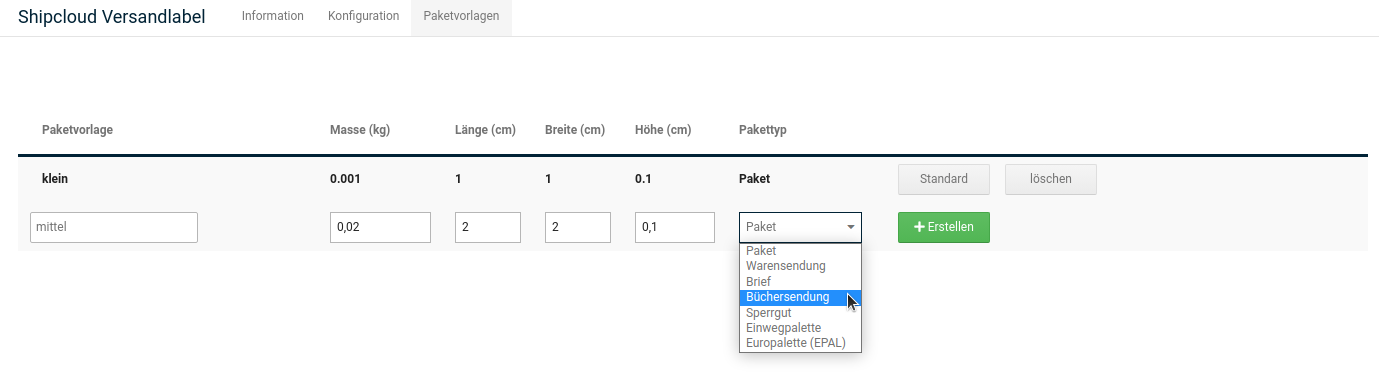 Shipcloud Versandlabel Information Konfiguration Paketvorlagen
Paketvorlage Masse (kg) Länge (cm) Breite (cm) Höhe (cm) Pakettyp
klein 0.001 1 1 0.1 Paket Standard löschen
mittel 0,02 2 2 0,1 Paket Erstellen
Paket
Warensendung
Brief
Büchersendung
Sperrgut
Einwegpalette
Europalette (EPAL)